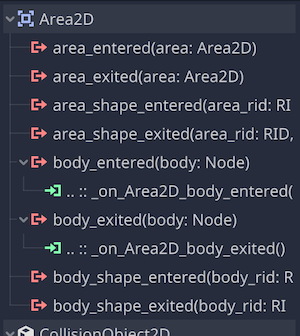 Area2D
area_entered(area: Area2D)
area_exited(area: Area2D)
area_shape_entered(area_rid: RI
area_shape_exited(area_rid: RID,
body_entered(body: Node)
.. :: _on_Area2D_body_entered(
body_exited(body: Node)
.. :: _on_Area2D_body_exited()
body_shape_entered(body_rid: R
body_shape_exited(body_rid: RI
CollisionObject2D